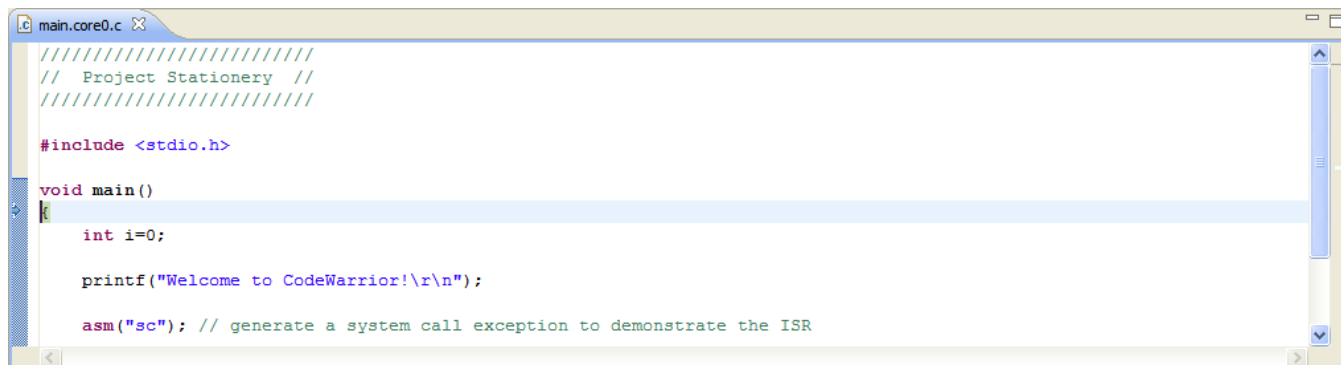 .c main.core0.c
//////////////////////////
//  Project Stationery  //
//////////////////////////
#include <stdio.h>
void main()
{
    int i=0;
    printf("Welcome to CodeWarrior!\r\n");
    asm("sc"); // generate a system call exception to demonstrate the ISR